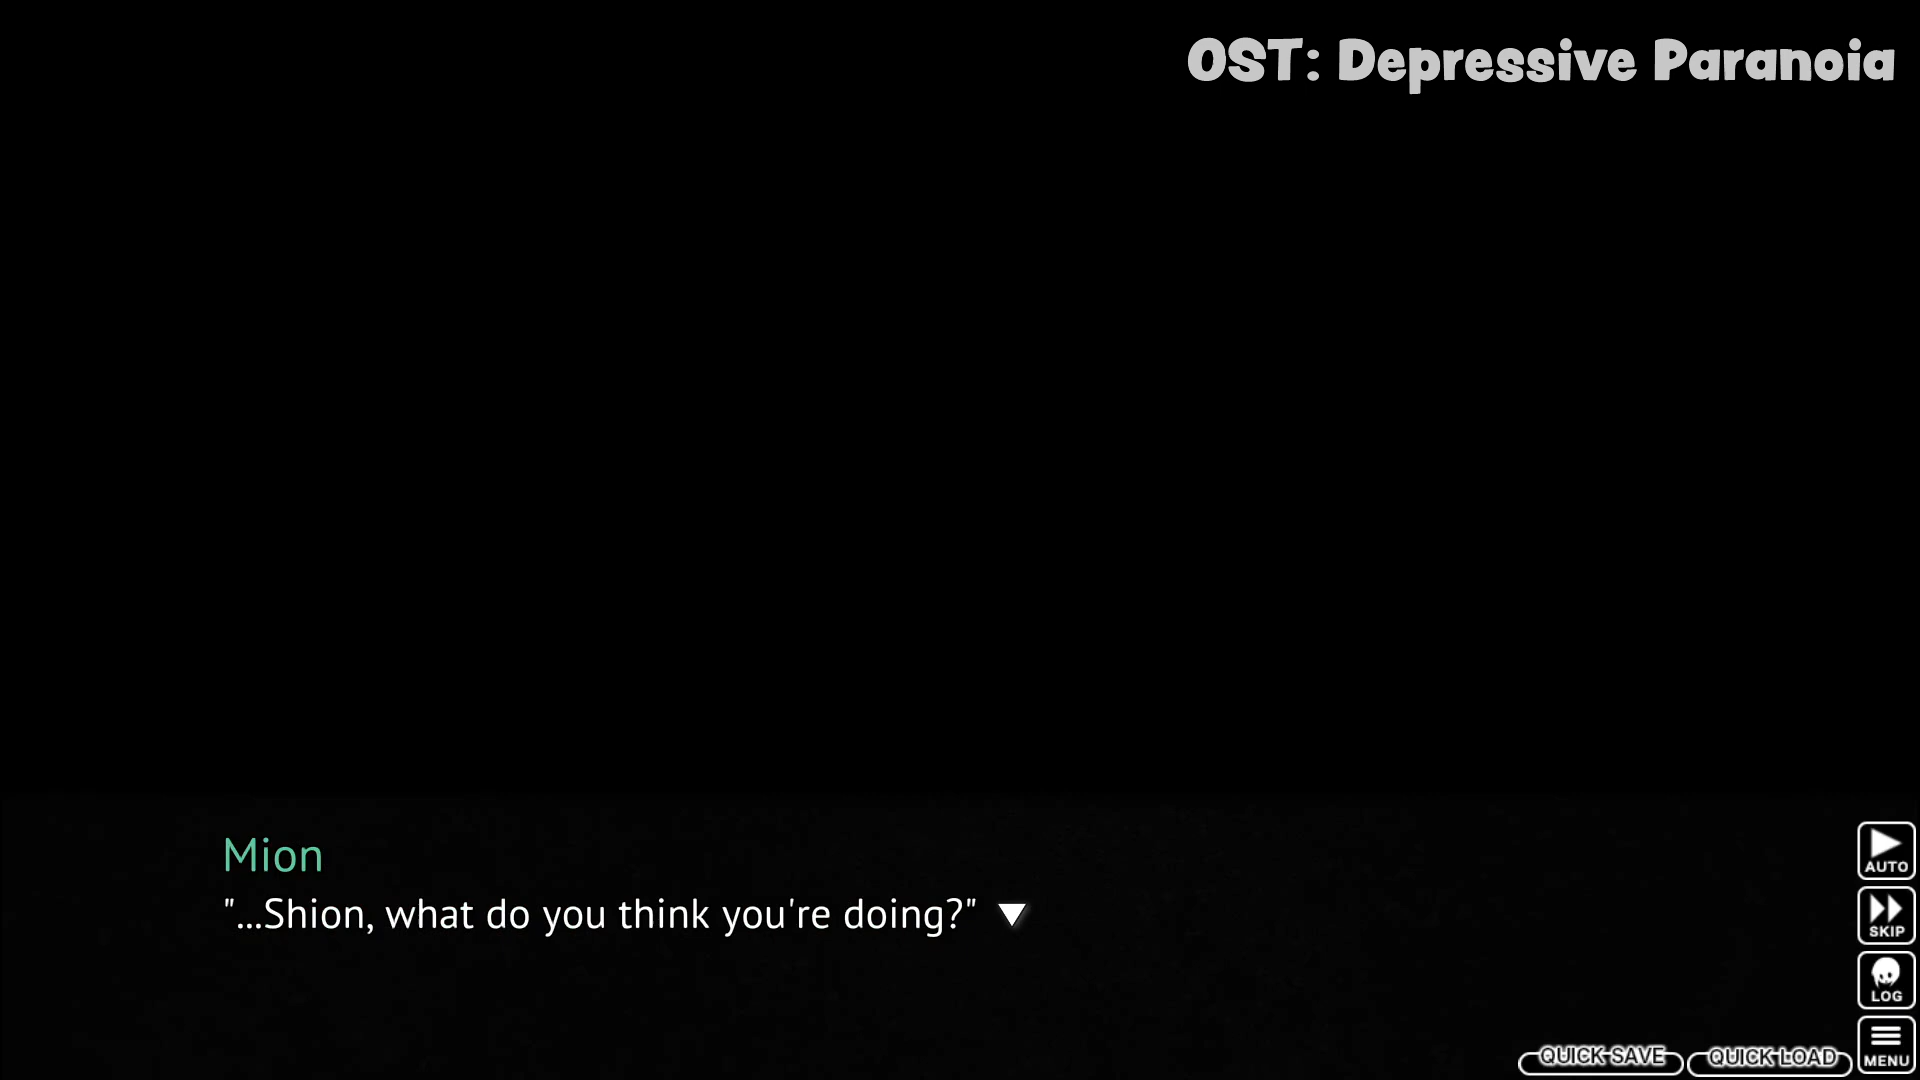 OST: Depressive Paranoia
Mion
"...Shion, what do you think you're doing?"
AUTO
SKIP
LOG
MENU
QUICK SAVE
QUICK LOAD